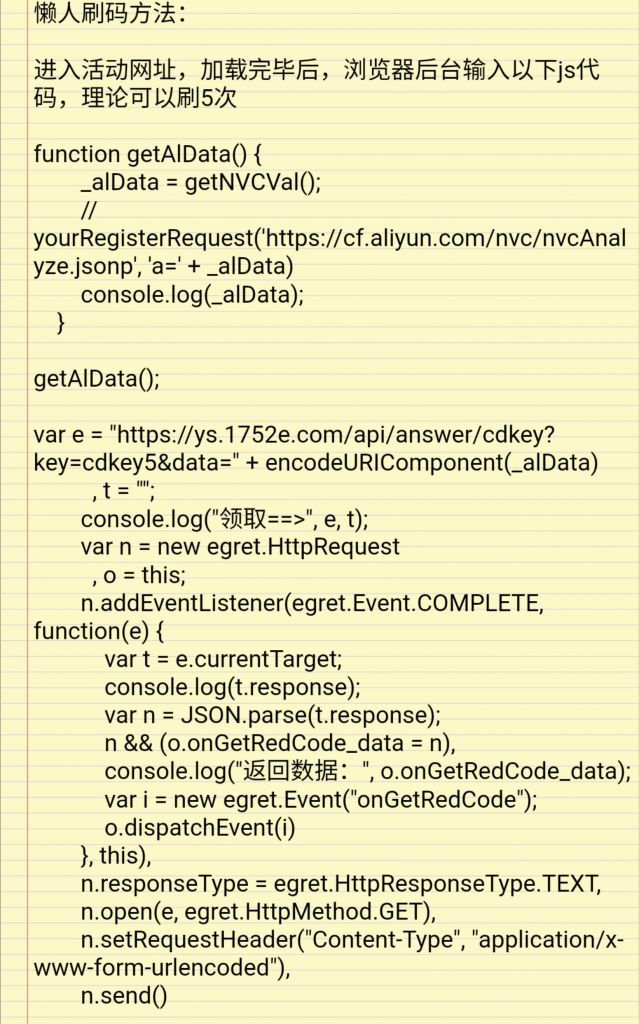 懒人刷码方法：
进入活动网址，加载完毕后，浏览器后台输入以下js代
码，理论可以刷5次
function getAlData() {
_alData = getNVCVal();
//
yourRegisterRequest('https://cf.aliyun.com/nvc/nvcAnal
yze.jsonp', 'a=' + _alData)
console.log(_alData);
}
getAlData();
var e = "https://ys.1752e.com/api/answer/cdkey?
key=cdkey5&data=" + encodeURIComponent(_alData)
, t = "";
console.log("领取==>", e, t);
var n = new egret.HttpRequest
, o = this;
n.addEventListener(egret.Event.COMPLETE,
function(e) {
var t = e.currentTarget;
console.log(t.response);
var n = JSON.parse(t.response);
n && (o.onGetRedCode_data = n),
console.log("返回数据：", o.onGetRedCode_data);
var i = new egret.Event("onGetRedCode");
o.dispatchEvent(i)
}, this),
n.responseType = egret.HttpResponseType.TEXT,
n.open(e, egret.HttpMethod.GET),
n.setRequestHeader("Content-Type", "application/x-
www-form-urlencoded"),
n.send()